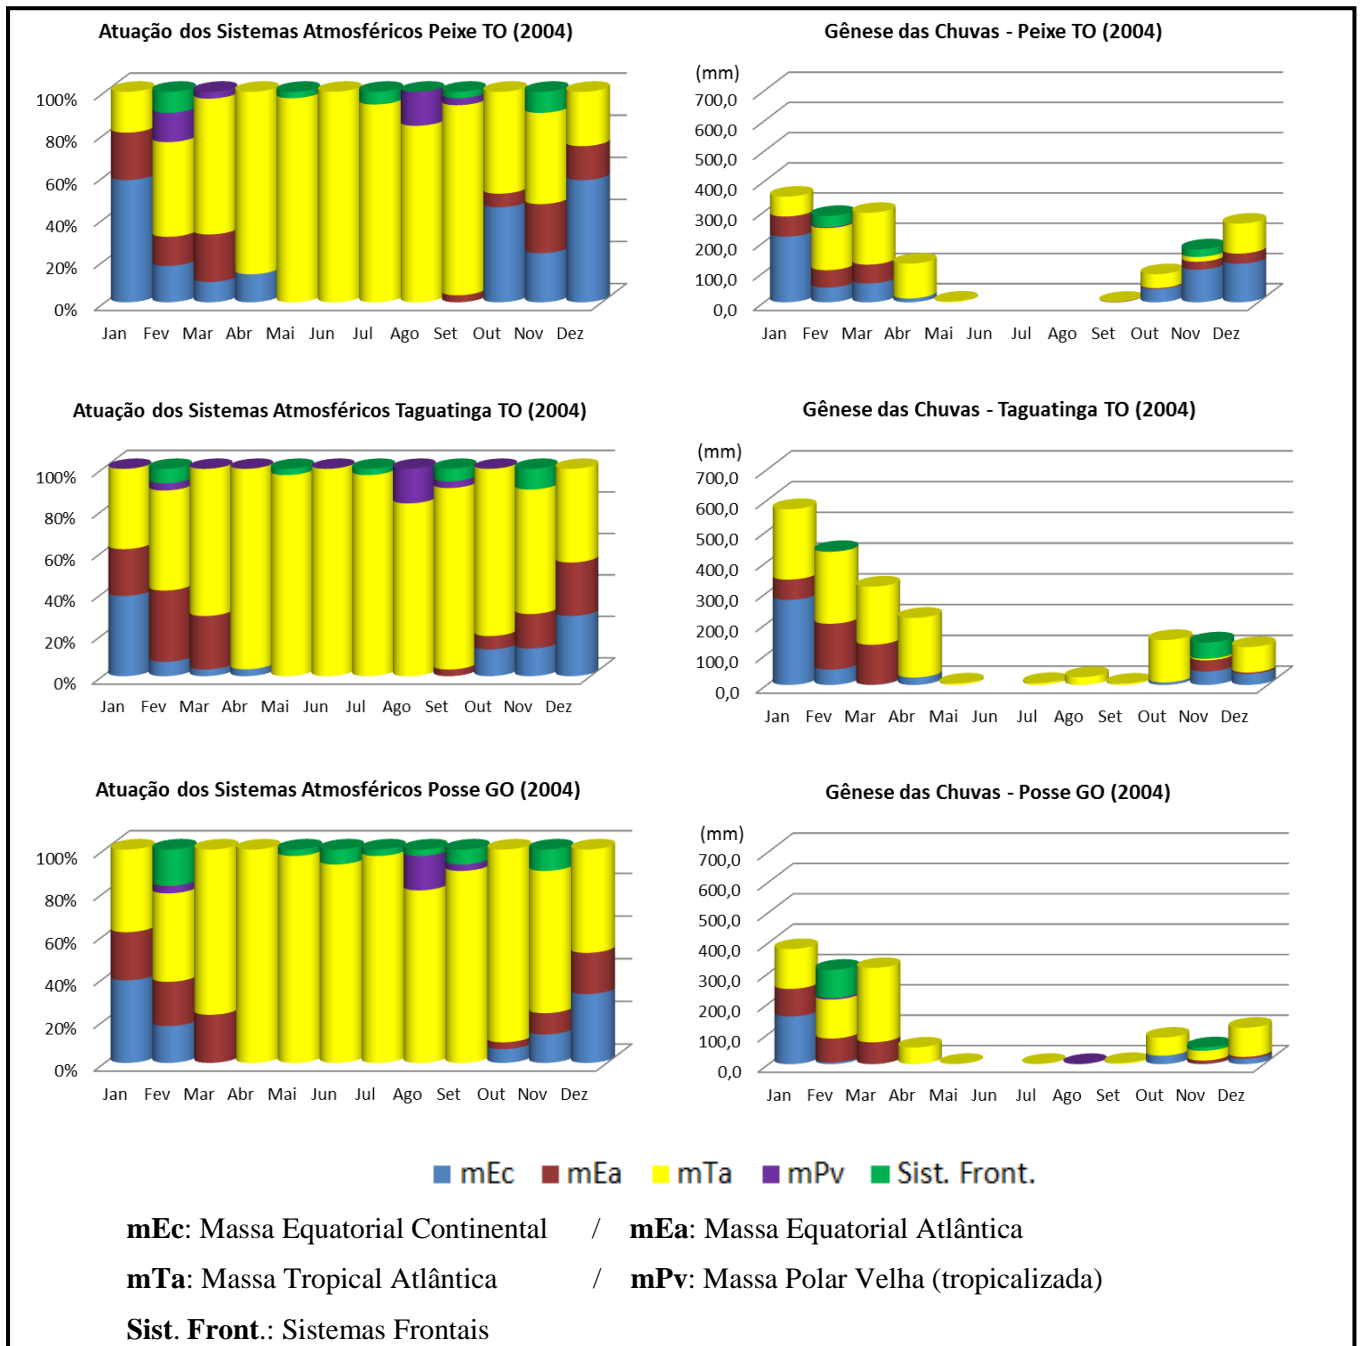 Atuação dos Sistemas Atmosféricos Peixe TO (2004)
100%
80%
60%
40%
20%
0%
Jan Fev Mar Abr Mai Jun Jul Ago Set Out Nov Dez
Gênese das Chuvas - Peixe TO (2004)
(mm)
700,0
600,0
500,0
400,0
300,0
200,0
100,0
0,0
Jan Fev Mar Abr Mai Jun Jul Ago Set Out Nov Dez
Atuação dos Sistemas Atmosféricos Taguatinga TO (2004)
100%
80%
60%
40%
20%
0%
Jan Fev Mar Abr Mai Jun Jul Ago Set Out Nov Dez
Gênese das Chuvas - Taguatinga TO (2004)
(mm)
700,0
600,0
500,0
400,0
300,0
200,0
100,0
0,0
Jan Fev Mar Abr Mai Jun Jul Ago Set Out Nov Dez
Atuação dos Sistemas Atmosféricos Posse GO (2004)
100%
80%
60%
40%
20%
0%
Jan Fev Mar Abr Mai Jun Jul Ago Set Out Nov Dez
Gênese das Chuvas - Posse GO (2004)
(mm)
700,0
600,0
500,0
400,0
300,0
200,0
100,0
0,0
Jan Fev Mar Abr Mai Jun Jul Ago Set Out Nov Dez
mEc mEa mTa mPv Sist. Front.
mEc: Massa Equatorial Continental / mEa: Massa Equatorial Atlântica
mTa: Massa Tropical Atlântica / mPv: Massa Polar Velha (tropicalizada)
Sist. Front.: Sistemas Frontais